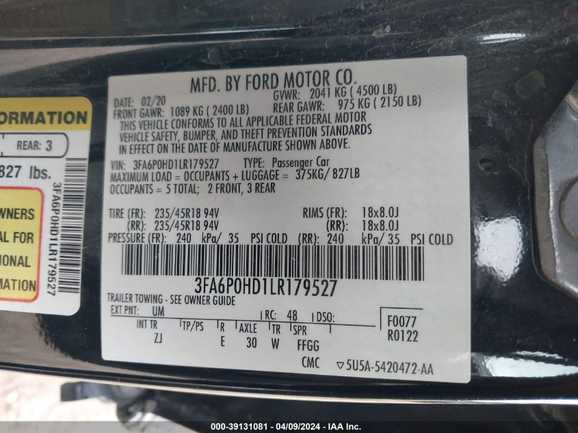 MFD. BY FORD MOTOR CO.
DATE: 02/20 GVWR: 2041 KG ( 4500 LB)
FRONT GAWR: 1089 KG ( 2400 LB) REAR GAWR: 975 KG ( 2150 LB)
THIS VEHICLE CONFORMS TO ALL APPLICABLE FEDERAL MOTOR
VEHICLE SAFETY, BUMPER, AND THEFT PREVENTION STANDARDS
IN EFFECT ON THE DATE OF MANUFACTURE SHOWN ABOVE.
VIN: 3FA6P0HD1LR179527 TYPE: Passenger Car
MAXIMUM LOAD = OCCUPANTS + LUGGAGE = 375KG/ 827LB
OCCUPANTS = 5 TOTAL; 2 FRONT, 3 REAR
TIRE (FR): 235/45R18 94V RIMS (FR): 18x8.0J
(RR): 235/45R18 94V (RR): 18x8.0J
PRESSURE (FR): 240 kPa/ 35 PSI COLD (RR): 240 kPa/ 35 PSI COLD
3FA6P0HD1LR179527
TRAILER TOWING - SEE OWNER GUIDE
EXT PNT: UM RC: 48 DSO:
F0077
R0122
INT TR TP/PS R AXLE TR SPR
ZJ E 30 W FFGG
CMC ▽5U5A-5420472-AA
FORMATION
REAR: 3
827 lbs.
WNERS
AL FOR
ONAL
MATION
3FA6P0HD1LR179527
000-39131081 - 04/09/2024 - IAA